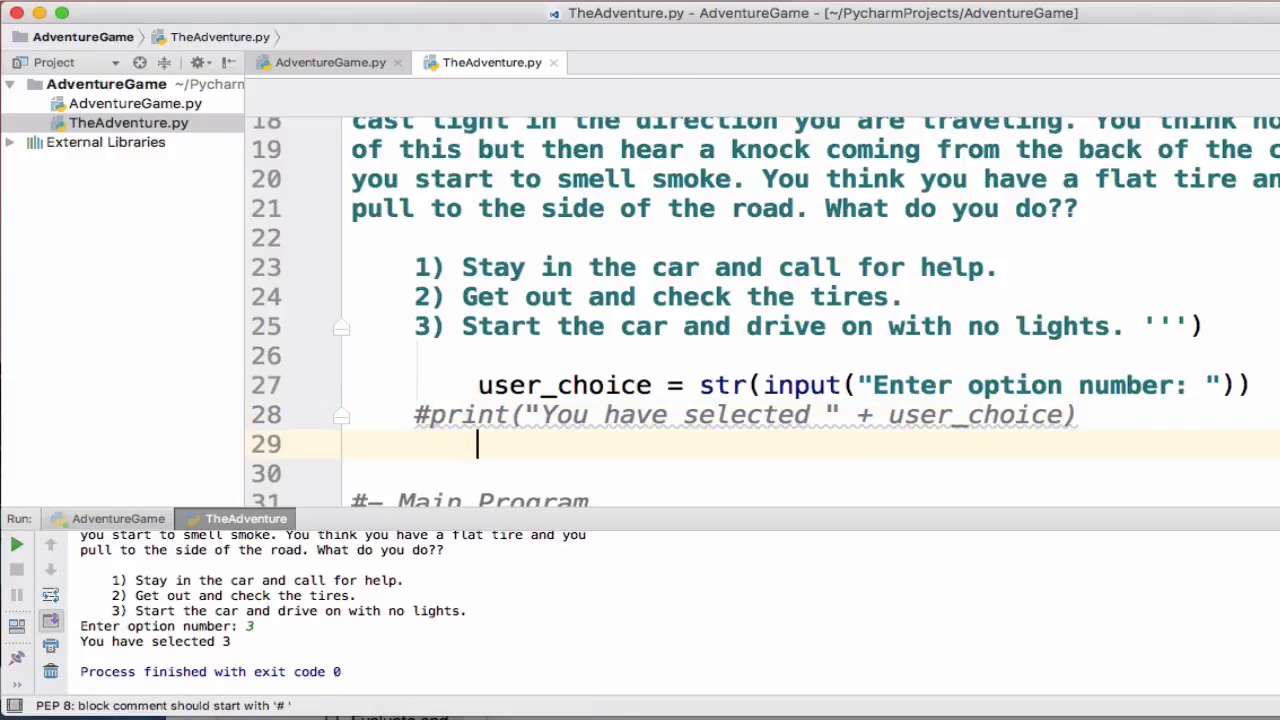 TheAdventure.py - AdventureGame - [~/PycharmProjects/AdventureGame]
AdventureGame
TheAdventure.py
Project
AdventureGame.py
TheAdventure.py
AdventureGame ~/Pycharm
AdventureGame.py
TheAdventure.py
External Libraries
18 cast light in the direction you are traveling. You think no
19 of this but then hear a knock coming from the back of the c
20 you start to smell smoke. You think you have a flat tire an
21 pull to the side of the road. What do you do??
22
23 1) Stay in the car and call for help.
24 2) Get out and check the tires.
25 3) Start the car and drive on with no lights. ''')
26
27 user_choice = str(input("Enter option number: "))
28 #print("You have selected " + user_choice)
29
30
31 #– Main Program
Run:
AdventureGame
TheAdventure
you start to smell smoke. You think you have a flat tire and you
pull to the side of the road. What do you do??
1) Stay in the car and call for help.
2) Get out and check the tires.
3) Start the car and drive on with no lights.
Enter option number: 3
You have selected 3
Process finished with exit code 0
PEP 8: block comment should start with '# '